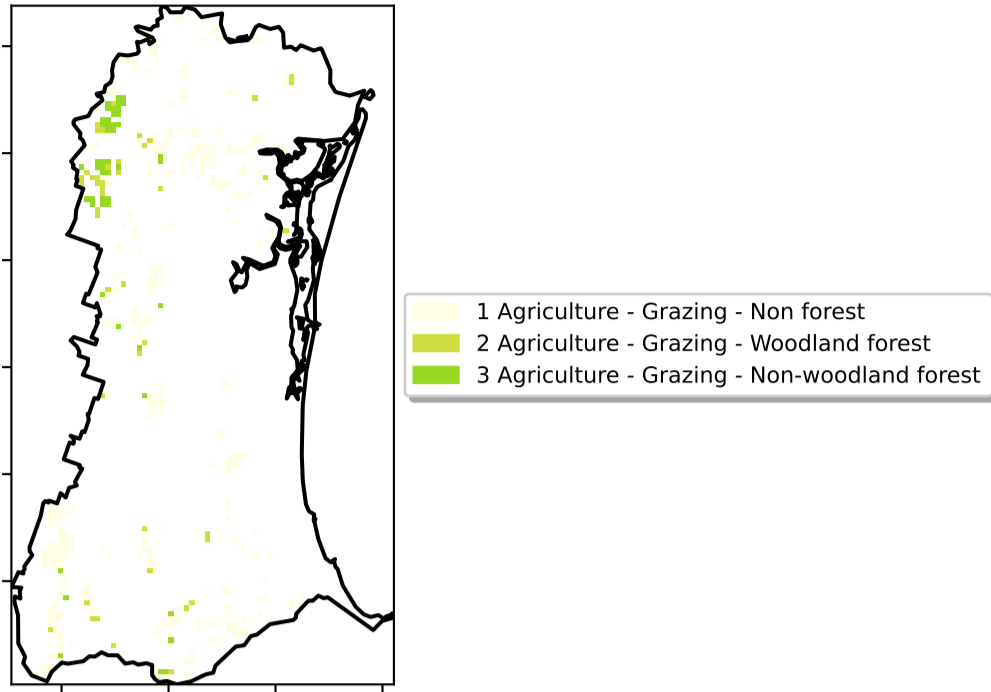 1 Agriculture - Grazing - Non forest
2 Agriculture - Grazing - Woodland forest
3 Agriculture - Grazing - Non-woodland forest